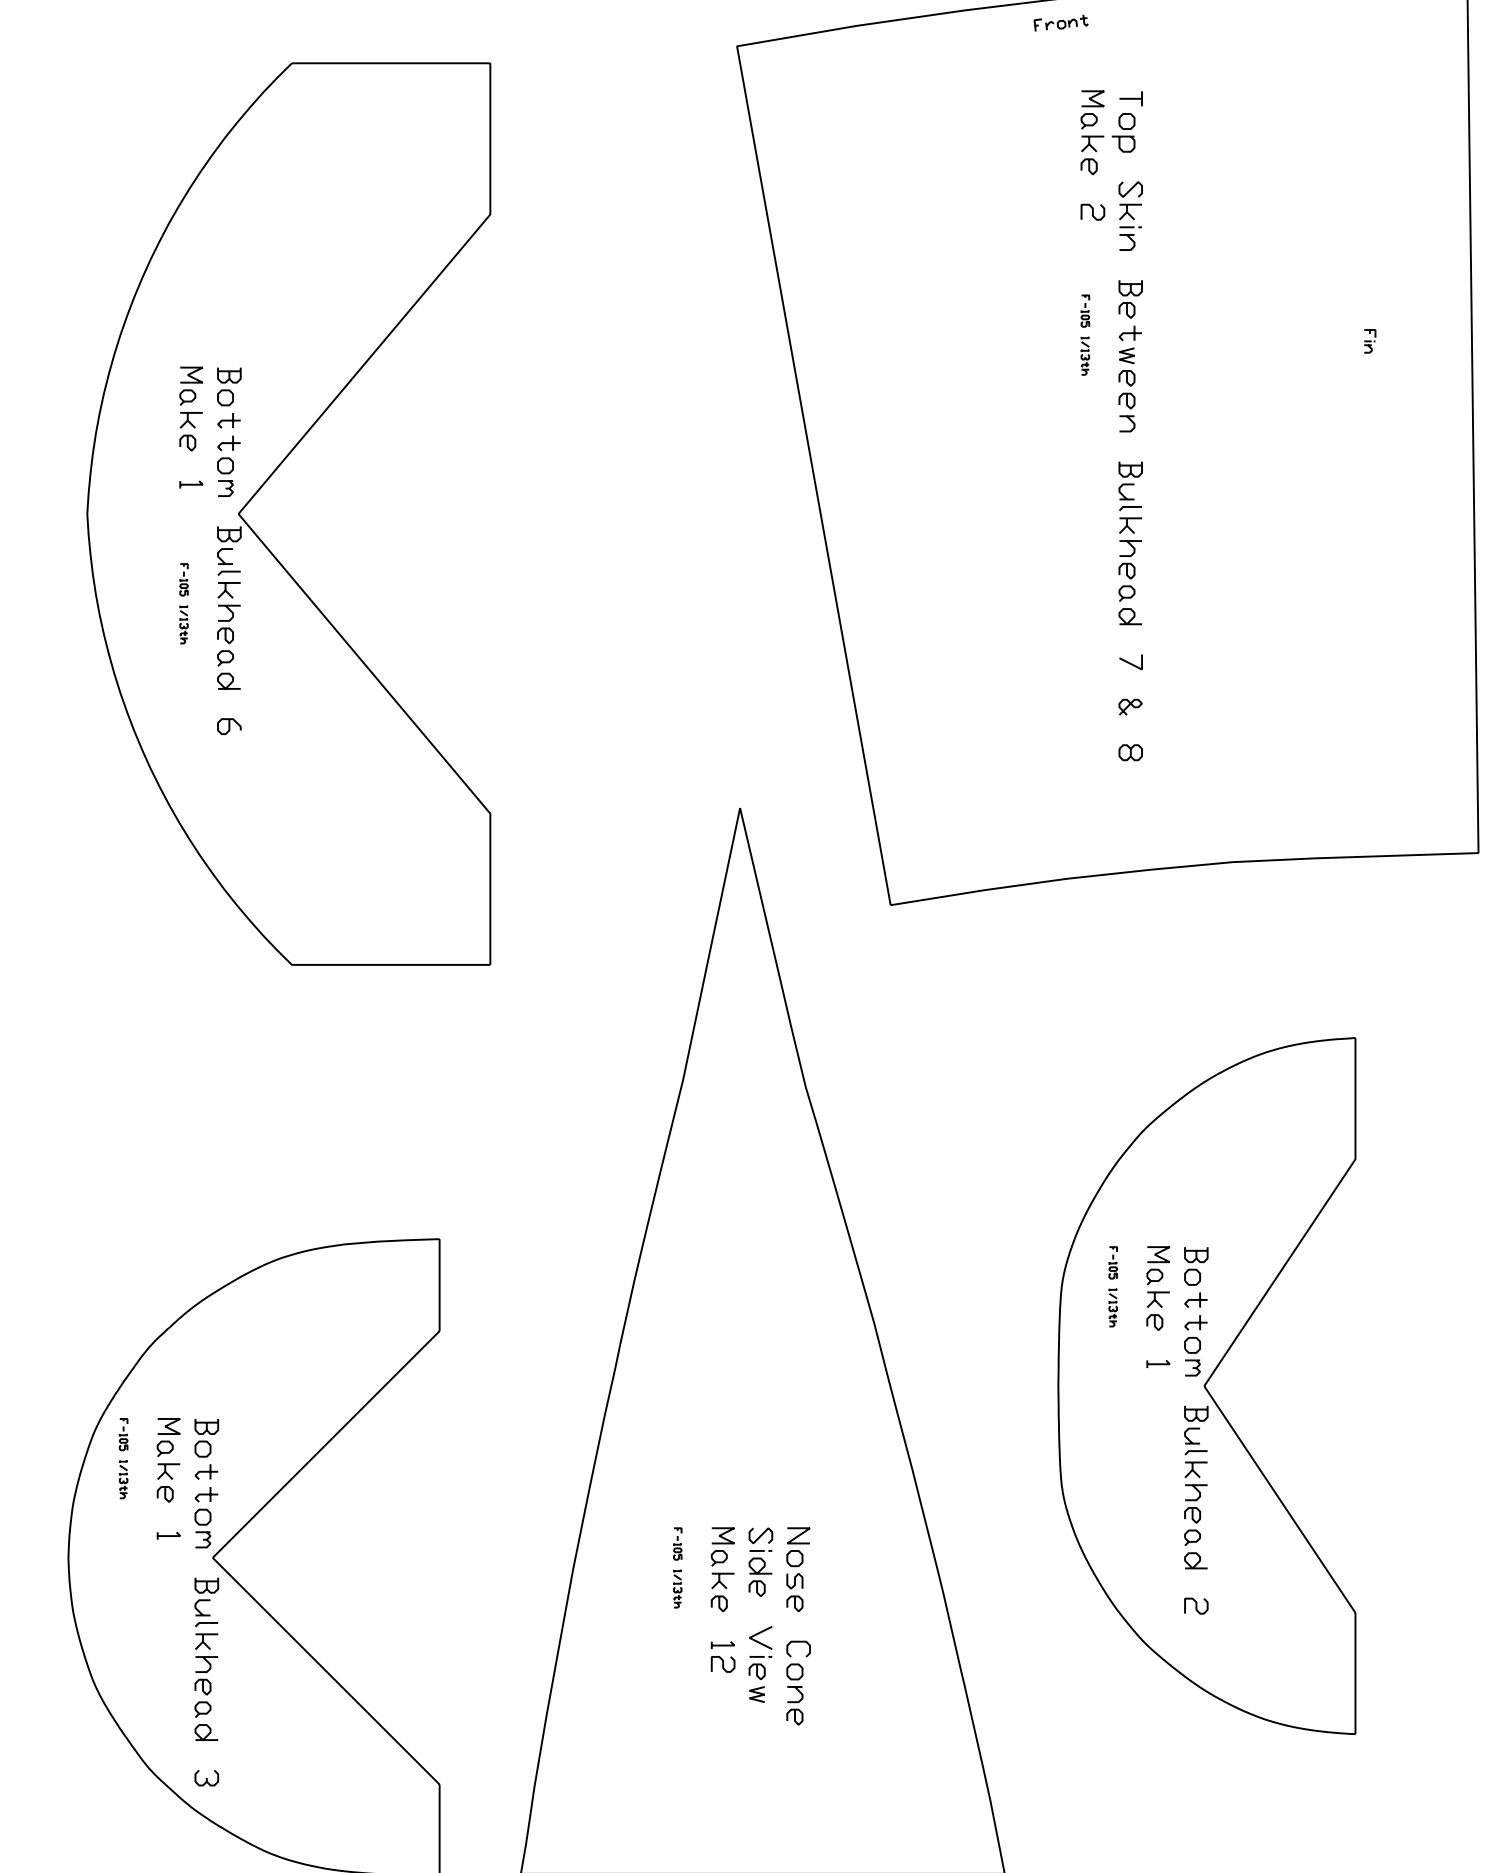 Front
Top Skin Between Bulkhead 7 & 8
Make 2
F-105 1/13th
Fin
Bottom Bulkhead 6
Make 1
F-105 1/13th
Bottom Bulkhead 2
Make 1
F-105 1/13th
Bottom Bulkhead 3
Make 1
F-105 1/13th
Nose Cone
Side View
Make 12
F-105 1/13th